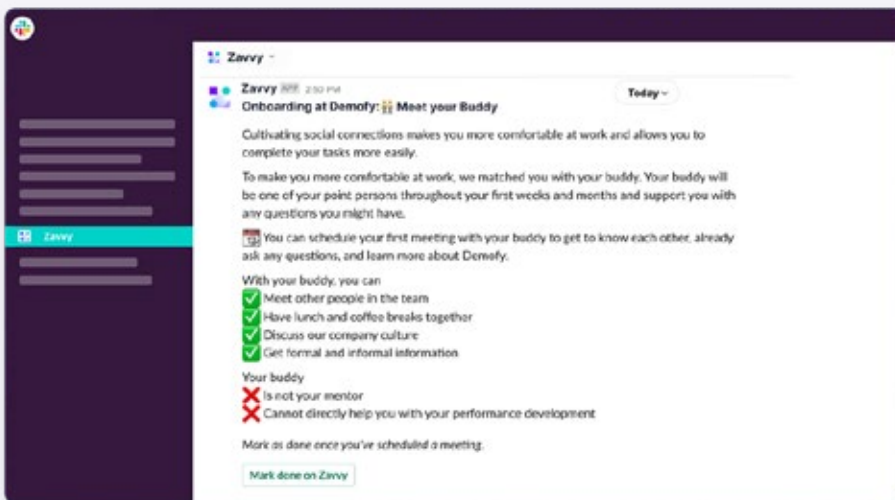 Zavvy
Zavvy APP 2:50 PM
Today
Onboarding at Demofy: Meet your Buddy
Cultivating social connections makes you more comfortable at work and allows you to
complete your tasks more easily.
To make you more comfortable at work, we matched you with your buddy. Your buddy will
be one of your point persons throughout your first weeks and months and support you with
any questions you might have.
You can schedule your first meeting with your buddy to get to know each other, already
ask any questions, and learn more about Demofy.
With your buddy, you can
Meet other people in the team
Have lunch and coffee breaks together
Discuss our company culture
Get formal and informal information
Your buddy
Is not your mentor
Cannot directly help you with your performance development
Mark as done once you've scheduled a meeting.
Mark done on Zavvy
Zavvy